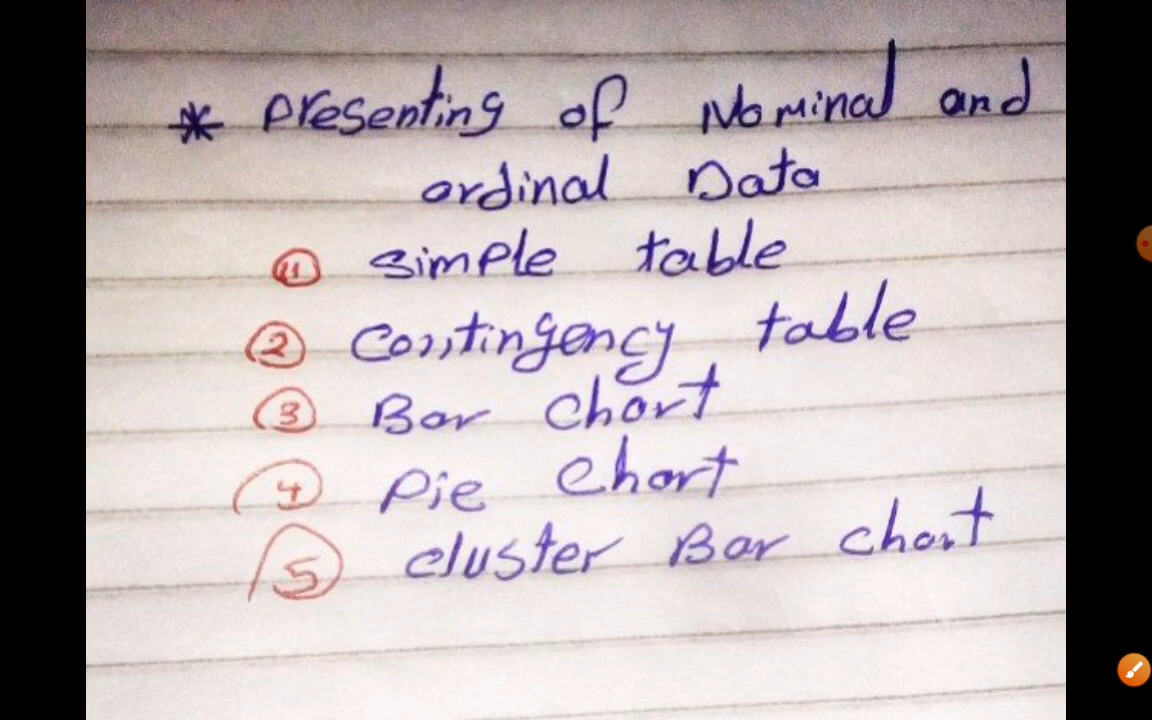 * Presenting of Nominal and
ordinal Data
① simple table
② Contingency table
③ Bar chart
④ Pie chart
⑤ cluster Bar chart